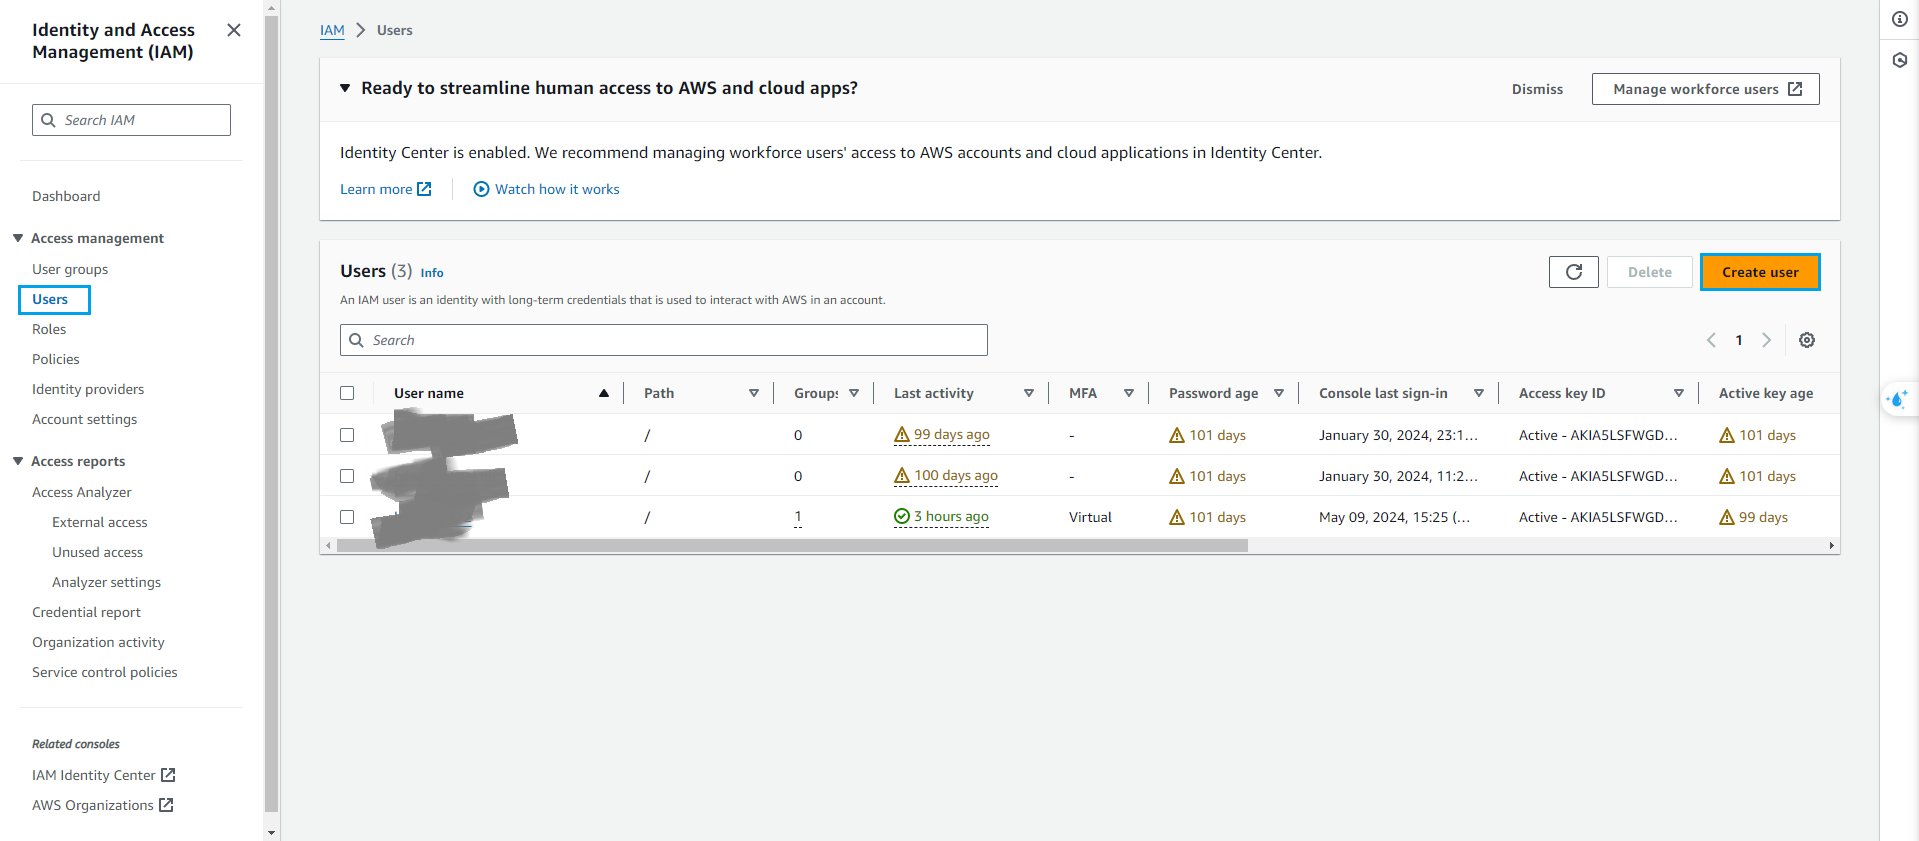 Identity and Access
Management (IAM)
Search IAM
Dashboard
Access management
User groups
Users
Roles
Policies
Identity providers
Account settings
Access reports
Access Analyzer
External access
Unused access
Analyzer settings
Credential report
Organization activity
Service control policies
Related consoles
IAM Identity Center
AWS Organizations
IAM > Users
Ready to streamline human access to AWS and cloud apps?
Dismiss
Manage workforce users
Identity Center is enabled. We recommend managing workforce users' access to AWS accounts and cloud applications in Identity Center.
Learn more
Watch how it works
Users (3) Info
Delete
Create user
An IAM user is an identity with long-term credentials that is used to interact with AWS in an account.
Search
1
User name Path Groups Last activity MFA Password age Console last sign-in Access key ID Active key age
/ 0 99 days ago - 101 days January 30, 2024, 23:1... Active - AKIA5LSFWGD... 101 days
/ 0 100 days ago - 101 days January 30, 2024, 11:2... Active - AKIA5LSFWGD... 101 days
/ 1 3 hours ago Virtual 101 days May 09, 2024, 15:25 (... Active - AKIA5LSFWGD... 99 days